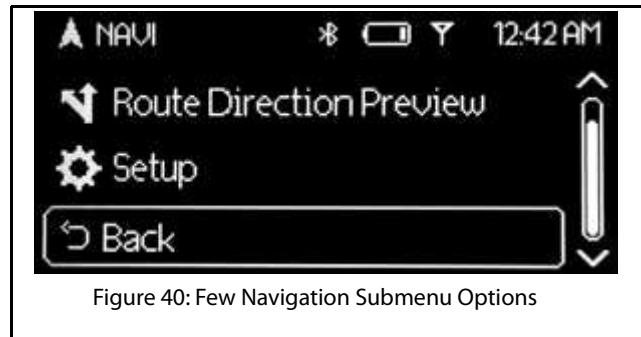 NAVI 12:42 AM
Route Direction Preview
Setup
Back
Figure 40: Few Navigation Submenu Options